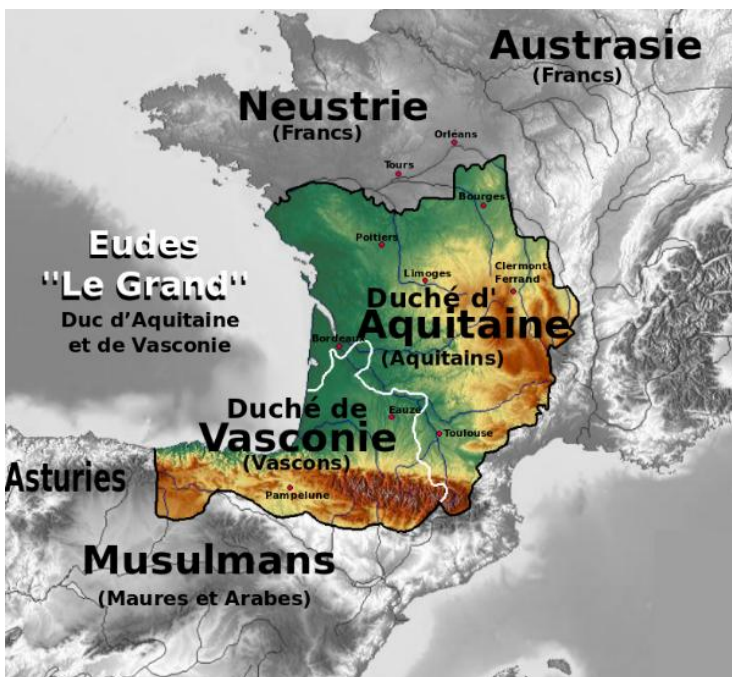 Austrasie
(Francs)
Neustrie
(Francs)
Orléans
Tours
Bourges
Eudes
"Le Grand"
Duc d'Aquitaine
et de Vasconie
Poitiers
Limoges
Clermont
Ferrand
Duché d'
Aquitaine
(Aquitains)
Bordeaux
Duché de
Vasconie
(Vascons)
Eauze
Toulouse
Asturies
Pampelune
Musulmans
(Maures et Arabes)